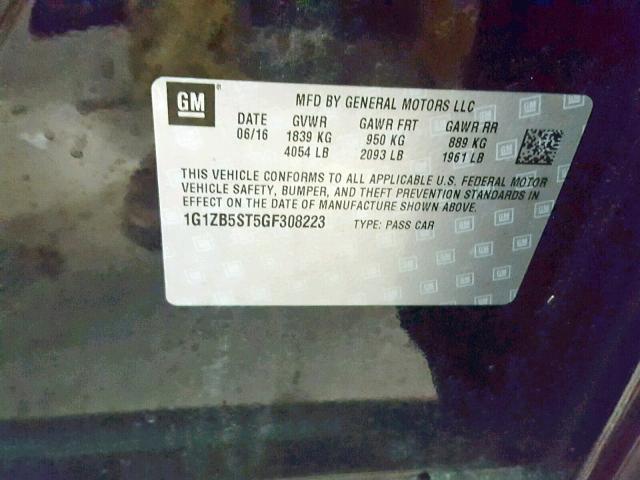 GM
MFD BY GENERAL MOTORS LLC
DATE GVWR GAWR FRT GAWR RR
06/16 1839 KG 950 KG 889 KG
4054 LB 2093 LB 1961 LB
THIS VEHICLE CONFORMS TO ALL APPLICABLE U.S. FEDERAL MOTOR
VEHICLE SAFETY, BUMPER, AND THEFT PREVENTION STANDARDS IN
EFFECT ON THE DATE OF MANUFACTURE SHOWN ABOVE.
1G1ZB5ST5GF308223 TYPE: PASS CAR